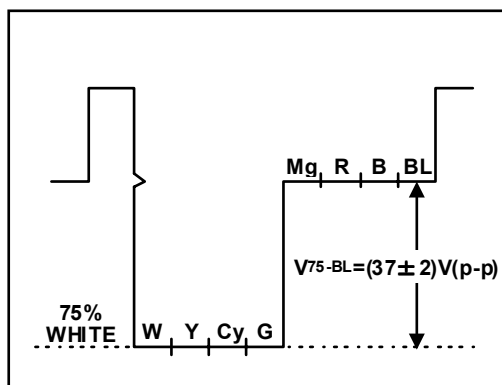 Mg R B BL
V75-BL=(37±2)V(p-p)
75%
WHITE
W Y Cy G